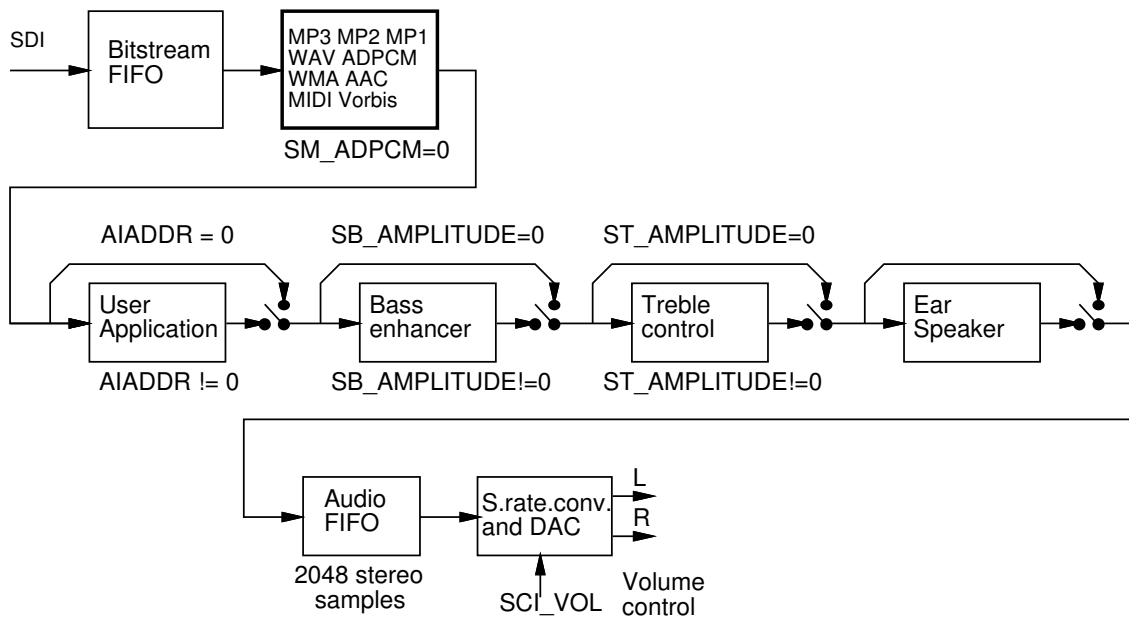 SDI
Bitstream
FIFO
MP3 MP2 MP1
WAV ADPCM
WMA AAC
MIDI Vorbis
SM_ADPCM=0
AIADDR = 0
SB_AMPLITUDE=0
ST_AMPLITUDE=0
User
Application
Bass
enhancer
Treble
control
Ear
Speaker
AIADDR != 0
SB_AMPLITUDE!=0
ST_AMPLITUDE!=0
Audio
FIFO
S.rate.conv.
and DAC
L
R
2048 stereo
samples
SCI_VOL
Volume
control